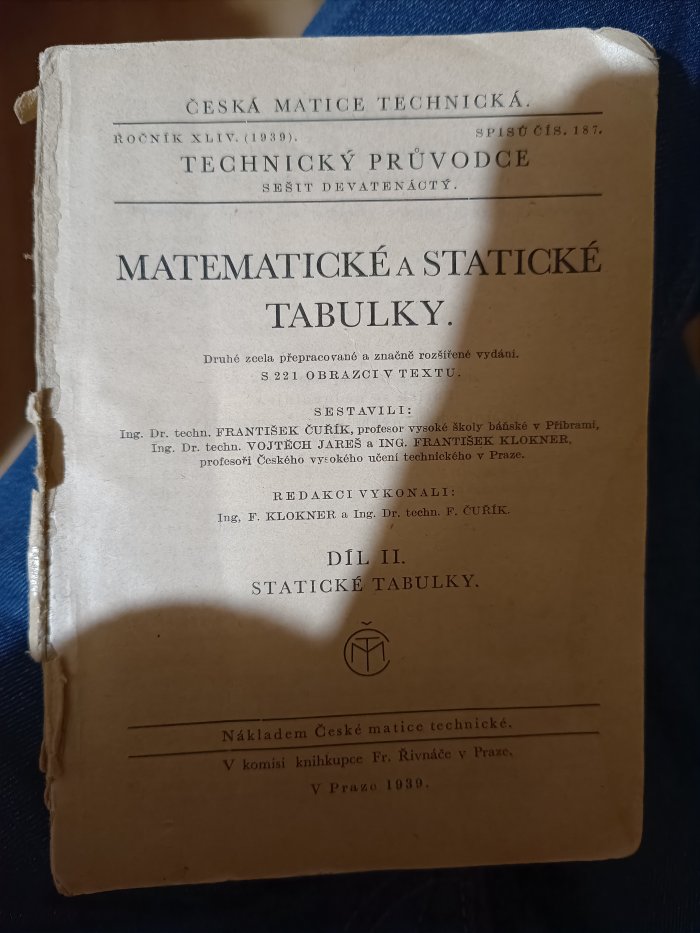 ČESKÁ MATICE TECHNICKÁ.
ROČNÍK XLIV. (1939). SPISŮ ČÍS. 187.
TECHNICKÝ PRŮVODCE
SEŠIT DEVATENÁCTÝ.
MATEMATICKÉ A STATICKÉ
TABULKY.
Druhé zcela přepracované a značně rozšířené vydání.
S 221 OBRAZCI V TEXTU.
SESTAVILI:
Ing. Dr. techn. FRANTIŠEK ČUŘÍK, profesor vysoké školy báňské v Příbrami,
Ing. Dr. techn. VOJTĚCH JAREŠ a ING. FRANTIŠEK KLOKNER,
profesoři Českého vysokého učení technického v Praze.
REDAKCI VYKONALI:
Ing. F. KLOKNER a Ing. Dr. techn. F. ČUŘÍK.
DÍL II.
STATICKÉ TABULKY.
ČMT
Nákladem České matice technické.
V komisi knihkupce Fr. Řivnáče v Praze.
V Praze 1939.